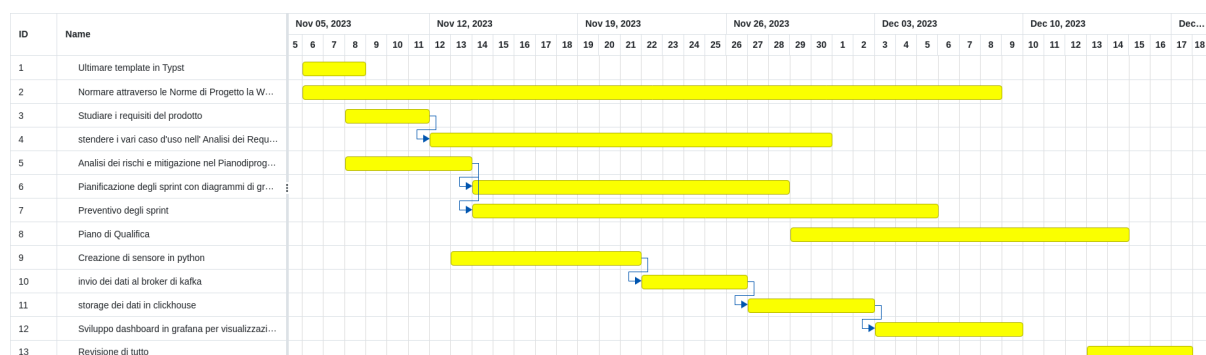 ID Name Nov 05, 2023 Nov 12, 2023 Nov 19, 2023 Nov 26, 2023 Dec 03, 2023 Dec 10, 2023 Dec…
5 6 7 8 9 10 11 12 13 14 15 16 17 18 19 20 21 22 23 24 25 26 27 28 29 30 1 2 3 4 5 6 7 8 9 10 11 12 13 14 15 16 17 18
1 Ultimare template in Typst
2 Normare attraverso le Norme di Progetto la W…
3 Studiare i requisiti del prodotto
4 stendere i vari caso d'uso nell' Analisi dei Requ…
5 Analisi dei rischi e mitigazione nel Pianodiprog…
6 Pianificazione degli sprint con diagrammi di gr…
7 Preventivo degli sprint
8 Piano di Qualifica
9 Creazione di sensore in python
10 invio dei dati al broker di kafka
11 storage dei dati in clickhouse
12 Sviluppo dashboard in grafana per visualizzazi…
13 Revisione di tutto